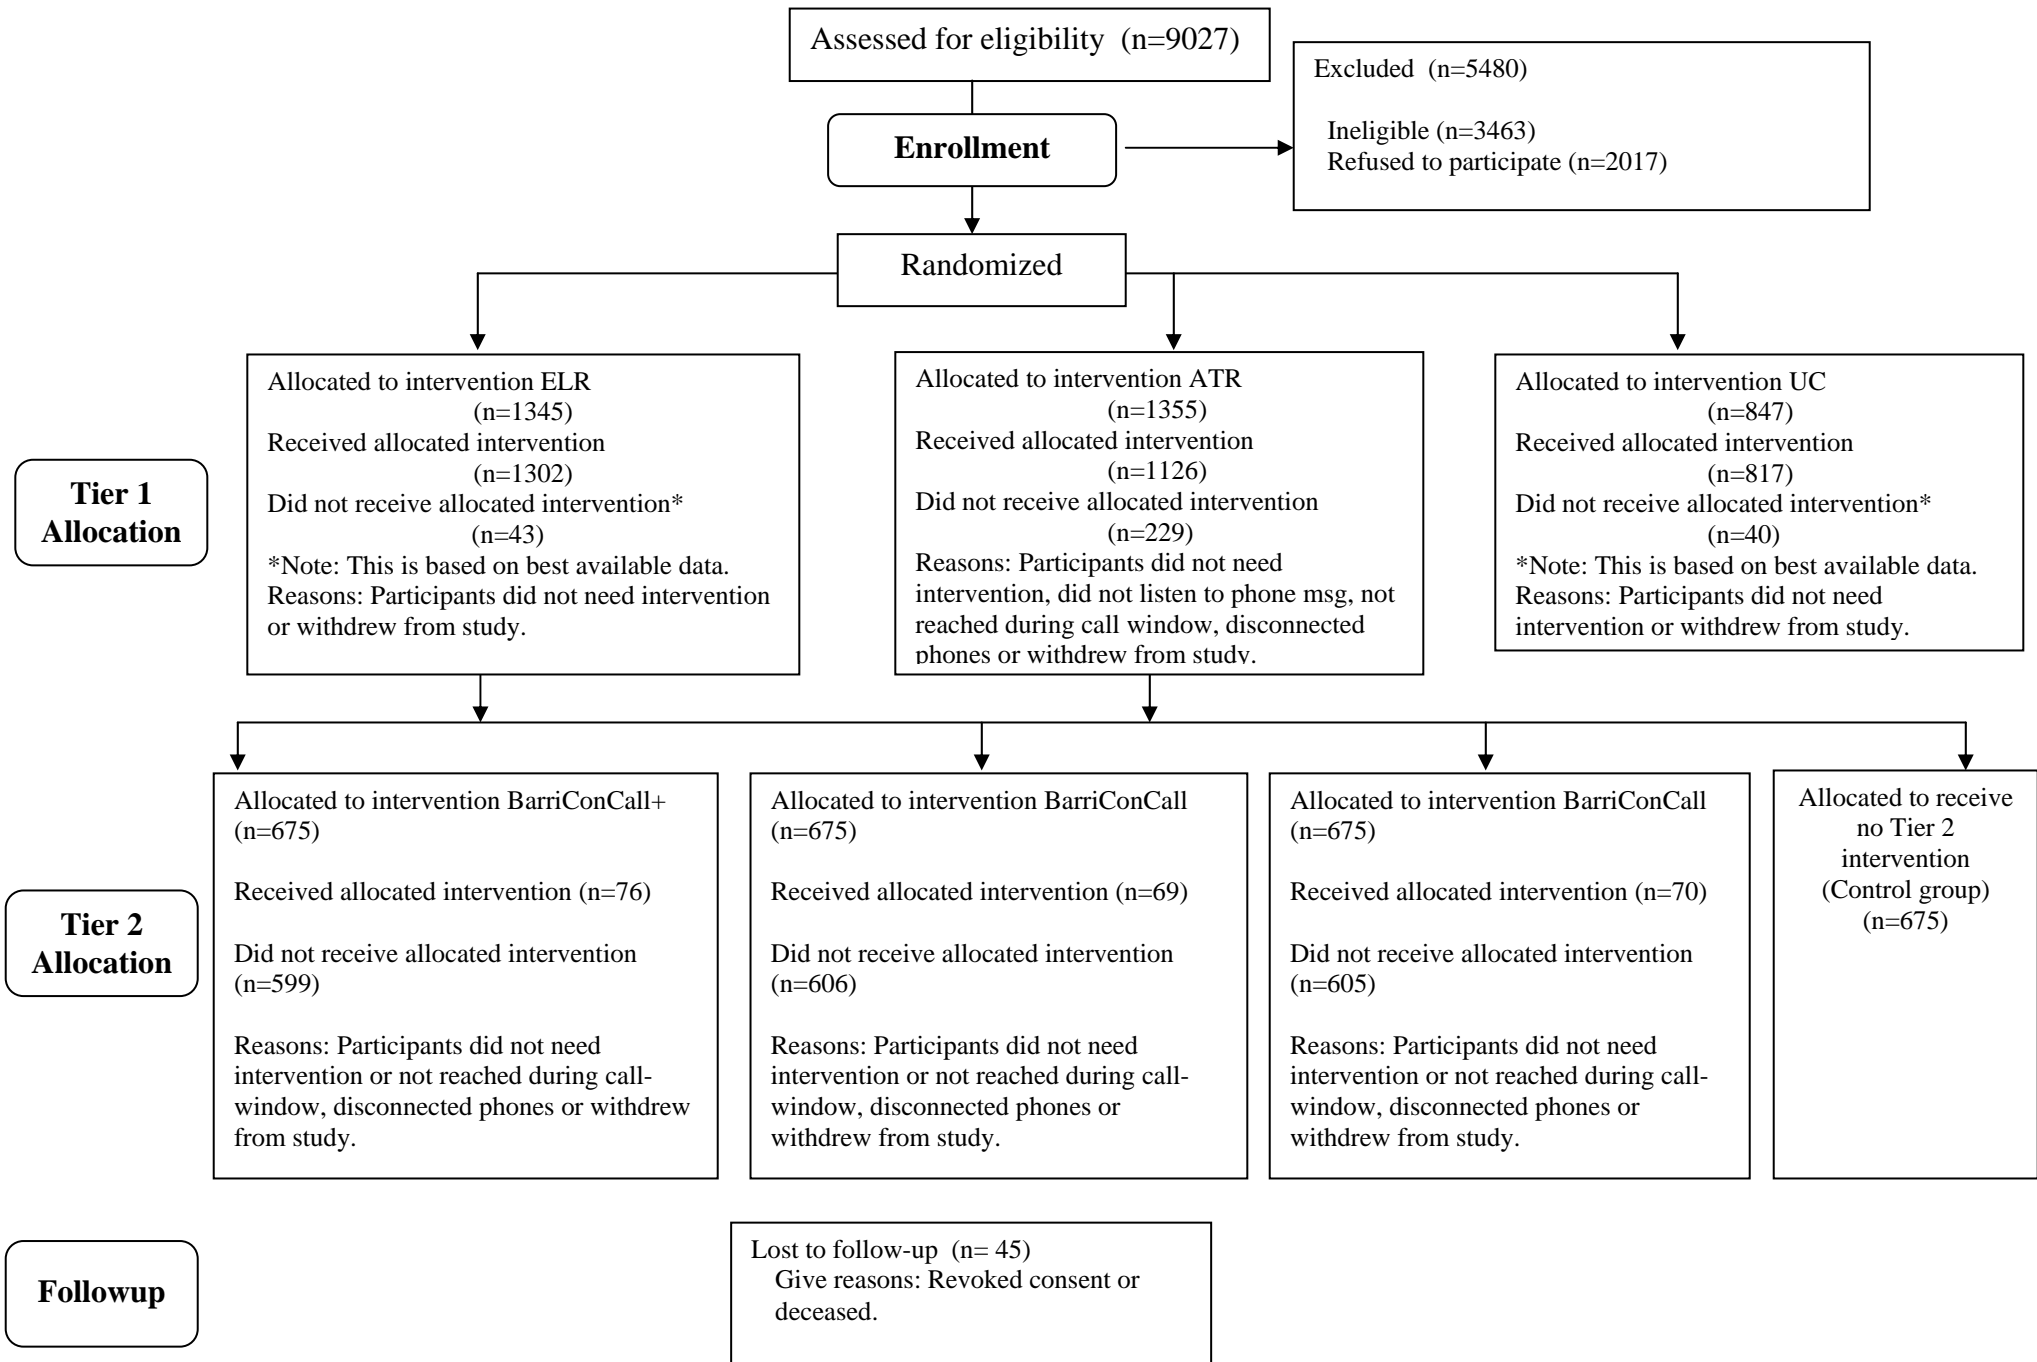 Assessed for eligibility  (n=9027)
Excluded  (n=5480)
Ineligible (n=3463)
Refused to participate (n=2017)
Enrollment
Randomized
Tier 1
Allocation
Allocated to intervention ELR
(n=1345)
Received allocated intervention
(n=1302)
Did not receive allocated intervention*
(n=43)
*Note: This is based on best available data.
Reasons: Participants did not need intervention
or withdrew from study.
Allocated to intervention ATR
(n=1355)
Received allocated intervention
(n=1126)
Did not receive allocated intervention
(n=229)
Reasons: Participants did not need
intervention, did not listen to phone msg, not
reached during call window, disconnected
phones or withdrew from study.
Allocated to intervention UC
(n=847)
Received allocated intervention
(n=817)
Did not receive allocated intervention*
(n=40)
*Note: This is based on best available data.
Reasons: Participants did not need
intervention or withdrew from study.
Tier 2
Allocation
Allocated to intervention BarriConCall+
(n=675)
Received allocated intervention (n=76)
Did not receive allocated intervention
(n=599)
Reasons: Participants did not need
intervention or not reached during call-
window, disconnected phones or withdrew
from study.
Allocated to intervention BarriConCall
(n=675)
Received allocated intervention (n=69)
Did not receive allocated intervention
(n=606)
Reasons: Participants did not need
intervention or not reached during call-
window, disconnected phones or
withdrew from study.
Allocated to intervention BarriConCall
(n=675)
Received allocated intervention (n=70)
Did not receive allocated intervention
(n=605)
Reasons: Participants did not need
intervention or not reached during call-
window, disconnected phones or
withdrew from study.
Allocated to receive
no Tier 2
intervention
(Control group)
(n=675)
Followup
Lost to follow-up  (n= 45)
Give reasons: Revoked consent or
deceased.